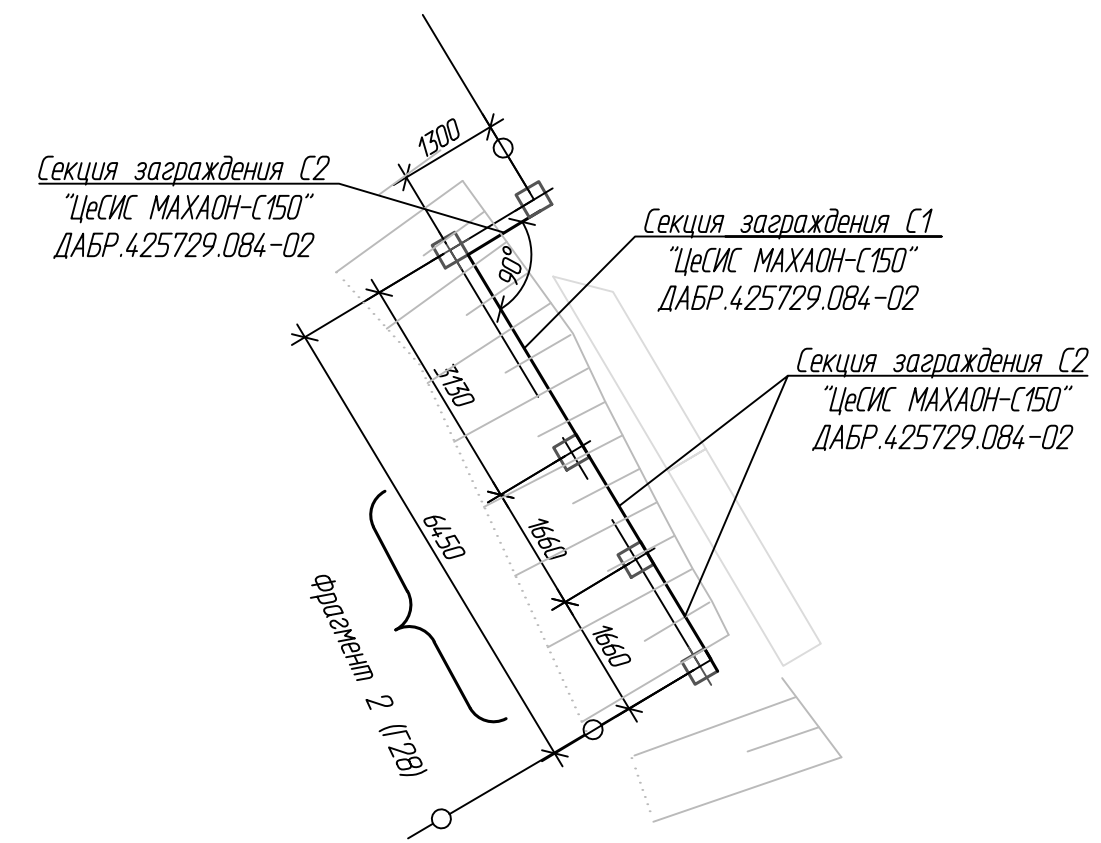 1300
Секция заграждения С2
"ЦеСИС МАХАОН-С150"
ДАБР.425729.084-02
Секция заграждения С1
"ЦеСИС МАХАОН-С150"
ДАБР.425729.084-02
90°
Секция заграждения С2
"ЦеСИС МАХАОН-С150"
ДАБР.425729.084-02
3130
6450
1660
1660
фрагмент 2 (Г28)